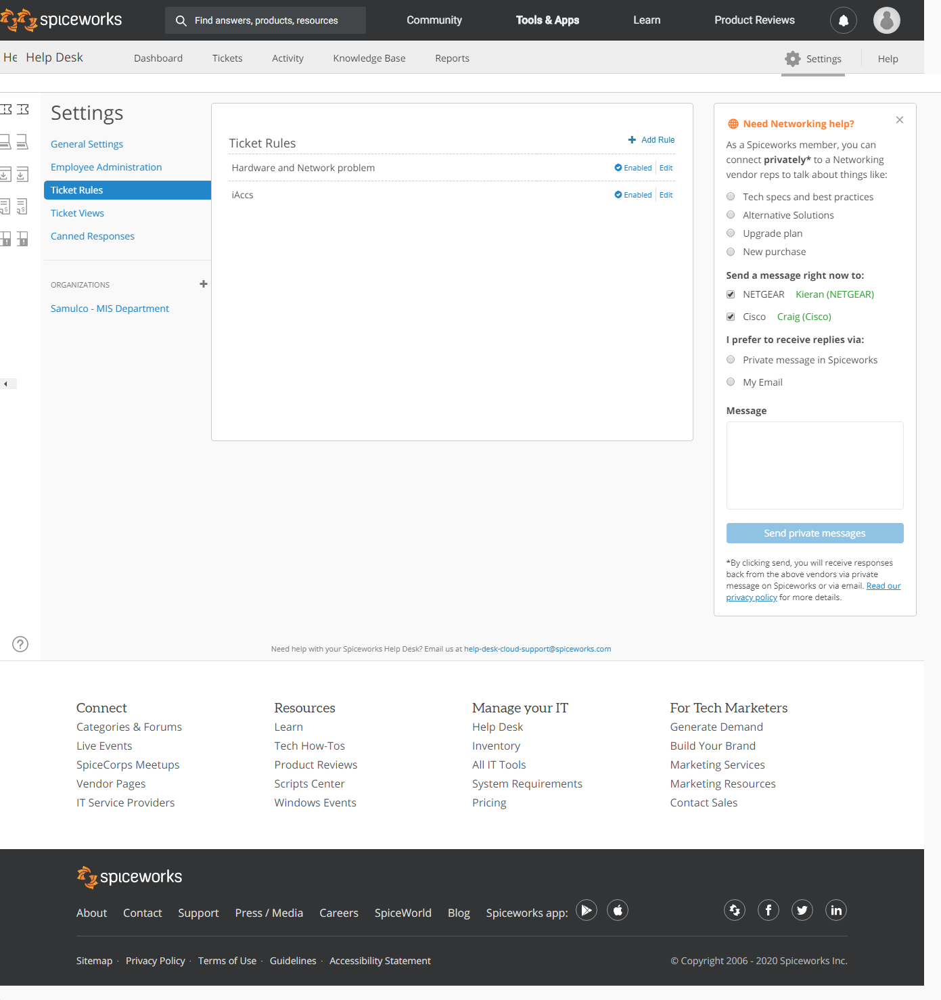 spiceworks
Find answers, products, resources
Community
Tools & Apps
Learn
Product Reviews
He
Help Desk
Dashboard
Tickets
Activity
Knowledge Base
Reports
Settings
Help
Settings
General Settings
Employee Administration
Ticket Rules
Ticket Views
Canned Responses
ORGANIZATIONS
Samulco - MIS Department
Ticket Rules
Add Rule
Hardware and Network problem
Enabled
Edit
iAccs
Enabled
Edit
Need Networking help?
As a Spiceworks member, you can
connect privately* to a Networking
vendor reps to talk about things like:
Tech specs and best practices
Alternative Solutions
Upgrade plan
New purchase
Send a message right now to:
NETGEAR Kieran (NETGEAR)
Cisco Craig (Cisco)
I prefer to receive replies via:
Private message in Spiceworks
My Email
Message
Send private messages
*By clicking send, you will receive responses
back from the above vendors via private
message on Spiceworks or via email. Read our
privacy policy for more details.
Need help with your Spiceworks Help Desk? Email us at help-desk-cloud-support@spiceworks.com
Connect
Categories & Forums
Live Events
SpiceCorps Meetups
Vendor Pages
IT Service Providers
Resources
Learn
Tech How-Tos
Product Reviews
Scripts Center
Windows Events
Manage your IT
Help Desk
Inventory
All IT Tools
System Requirements
Pricing
For Tech Marketers
Generate Demand
Build Your Brand
Marketing Services
Marketing Resources
Contact Sales
spiceworks
About
Contact
Support
Press / Media
Careers
SpiceWorld
Blog
Spiceworks app:
Sitemap · Privacy Policy · Terms of Use · Guidelines · Accessibility Statement
© Copyright 2006 - 2020 Spiceworks Inc.